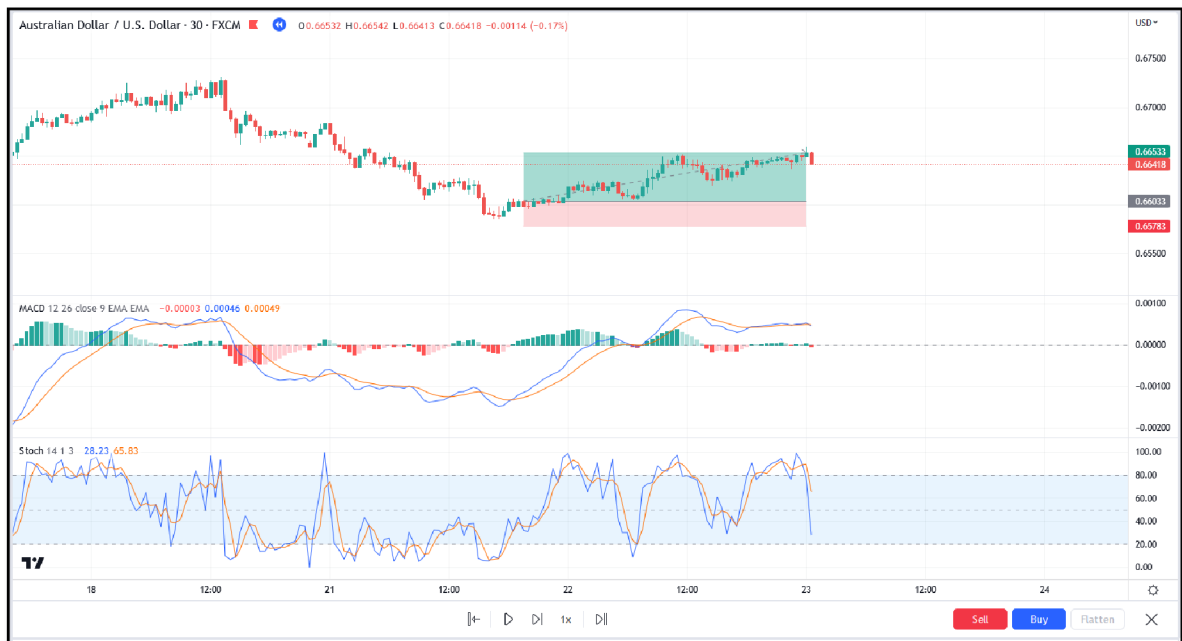 Australian Dollar / U.S. Dollar · 30 · FXCM O0.66532 H0.66542 L0.66413 C0.66418 −0.00114 (−0.17%)
USD
0.67500
0.67000
0.66533
0.66418
0.66033
0.65783
0.65500
MACD 12 26 close 9 EMA EMA −0.00003 0.00046 0.00049
0.00100
0.00000
−0.00100
−0.00200
Stoch 14 1 3 28.23 65.83
100.00
80.00
60.00
40.00
20.00
0.00
18 12:00 21 12:00 22 12:00 23 12:00 24
1x Sell Buy Flatten